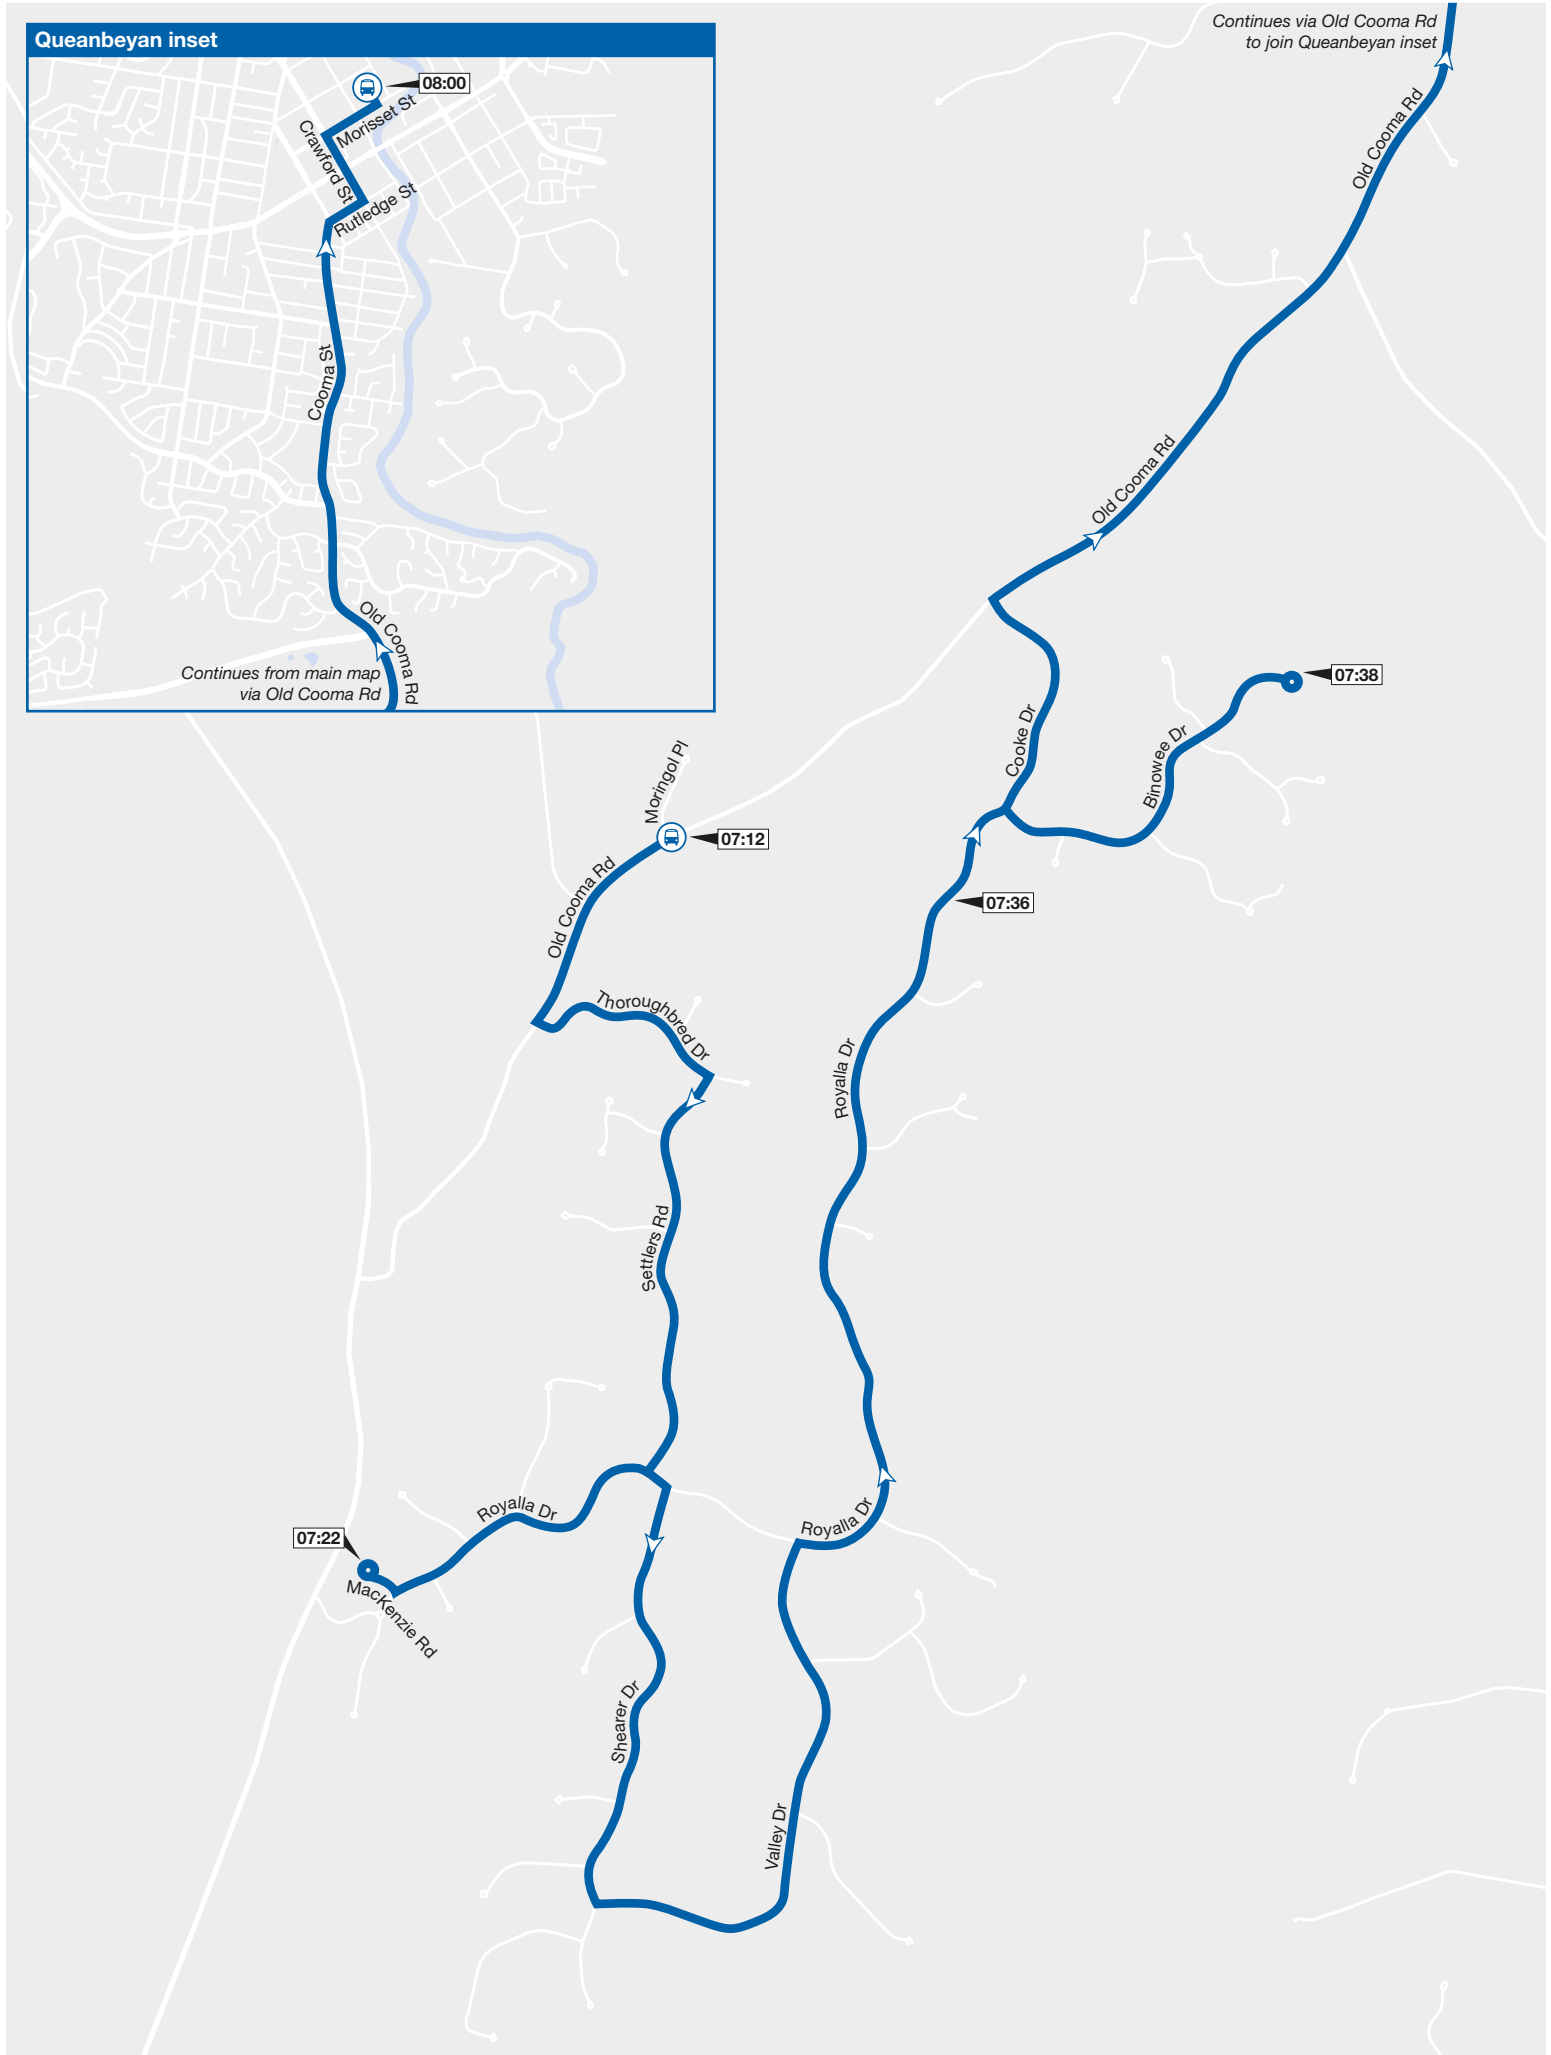 Queanbeyan inset
08:00
Morisset St
Crawford St
Rutledge St
Cooma St
Old Cooma Rd
Continues from main map
via Old Cooma Rd
Continues via Old Cooma Rd
to join Queanbeyan inset
Old Cooma Rd
Old Cooma Rd
07:38
Binowee Dr
Cooke Dr
Moringol Pl
07:12
Old Cooma Rd
07:36
Thoroughbred Dr
Royalla Dr
Settlers Rd
Royalla Dr
Royalla Dr
07:22
MacKenzie Rd
Shearer Dr
Valley Dr